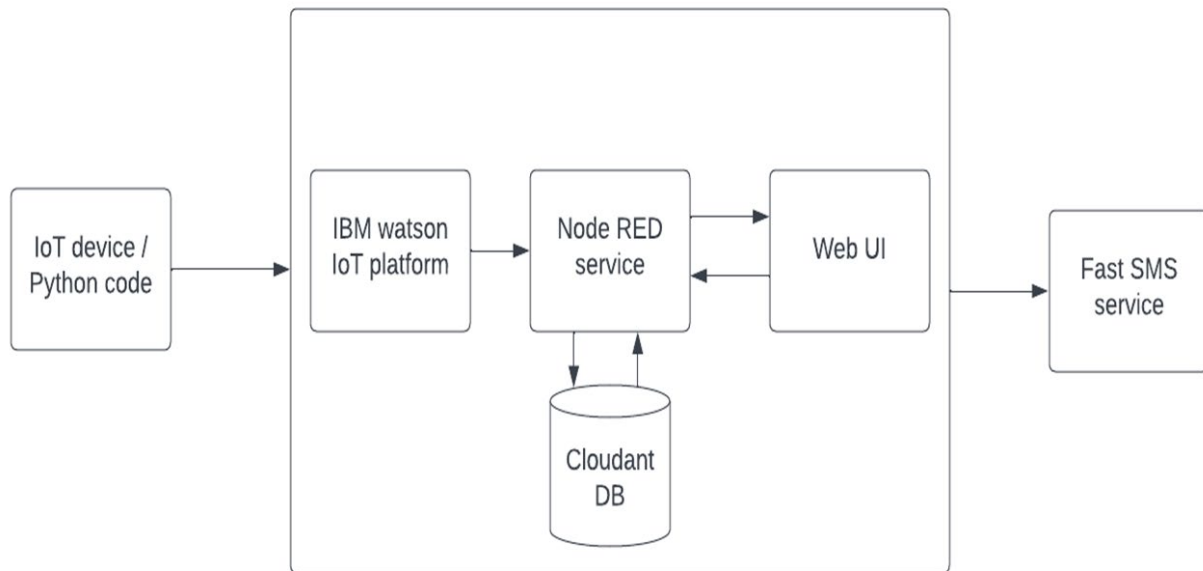 IoT device /
Python code
IBM watson
IoT platform
Node RED
service
Web UI
Cloudant
DB
Fast SMS
service